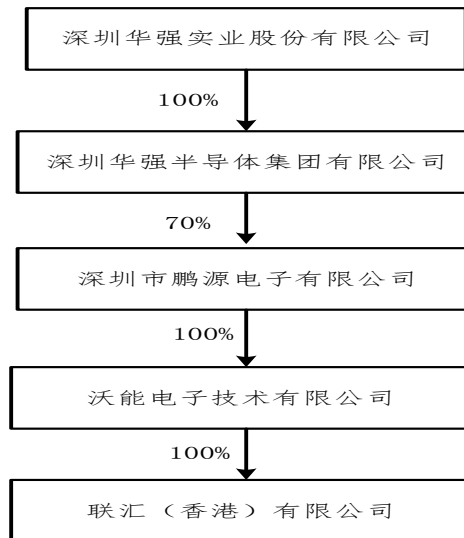 深圳华强实业股份有限公司
100%
深圳华强半导体集团有限公司
70%
深圳市鹏源电子有限公司
100%
沃能电子技术有限公司
100%
联汇（香港）有限公司